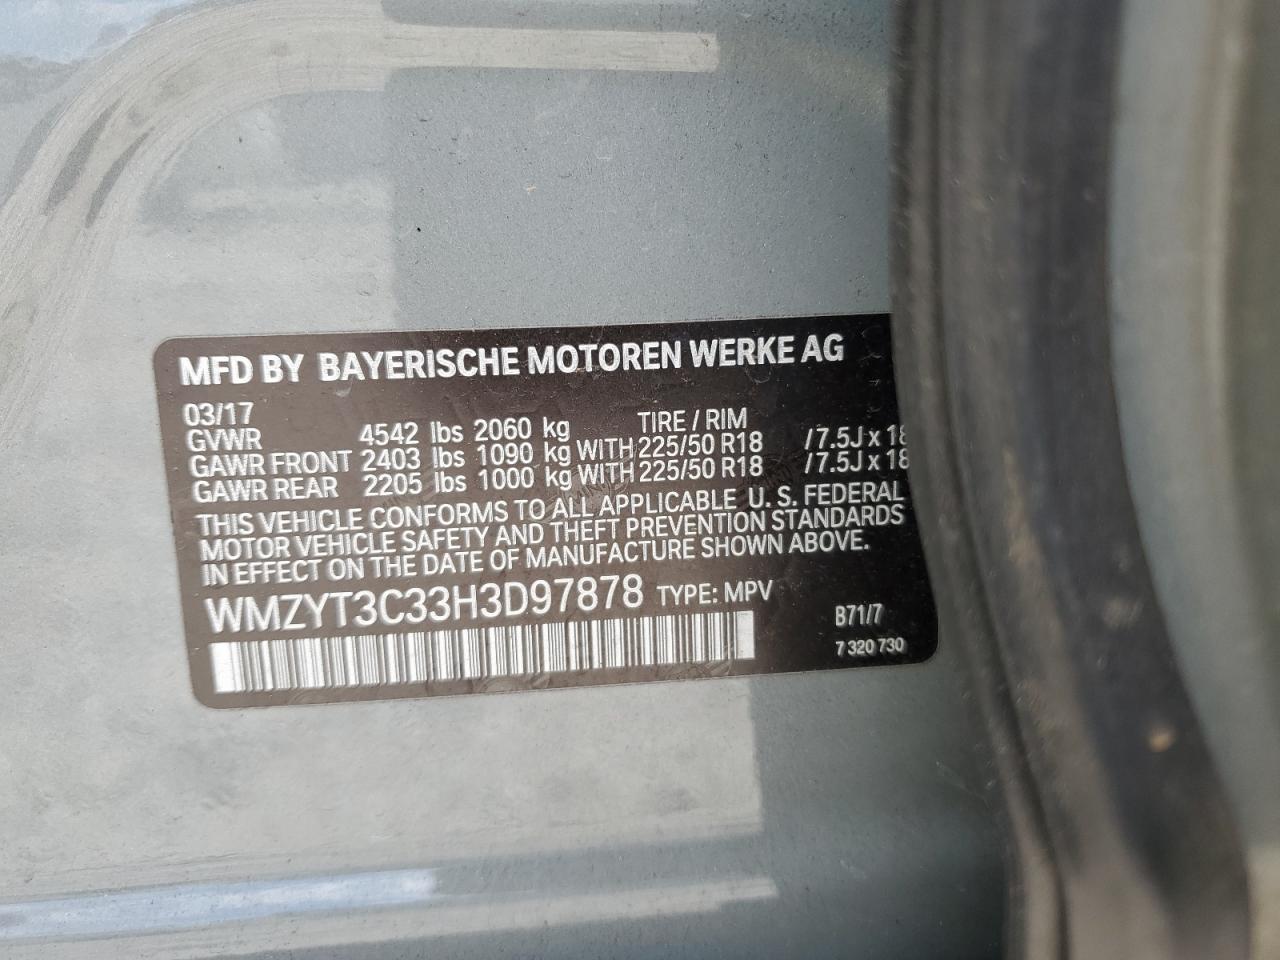 MFD BY BAYERISCHE MOTOREN WERKE AG
03/17 TIRE / RIM
GVWR 4542 lbs 2060 kg
GAWR FRONT 2403 lbs 1090 kg WITH 225/50 R18 /7.5J x 18
GAWR REAR 2205 lbs 1000 kg WITH 225/50 R18 /7.5J x 18
THIS VEHICLE CONFORMS TO ALL APPLICABLE U. S. FEDERAL
MOTOR VEHICLE SAFETY AND THEFT PREVENTION STANDARDS
IN EFFECT ON THE DATE OF MANUFACTURE SHOWN ABOVE.
WMZYT3C33H3D97878 TYPE: MPV
B71/7
7 320 730